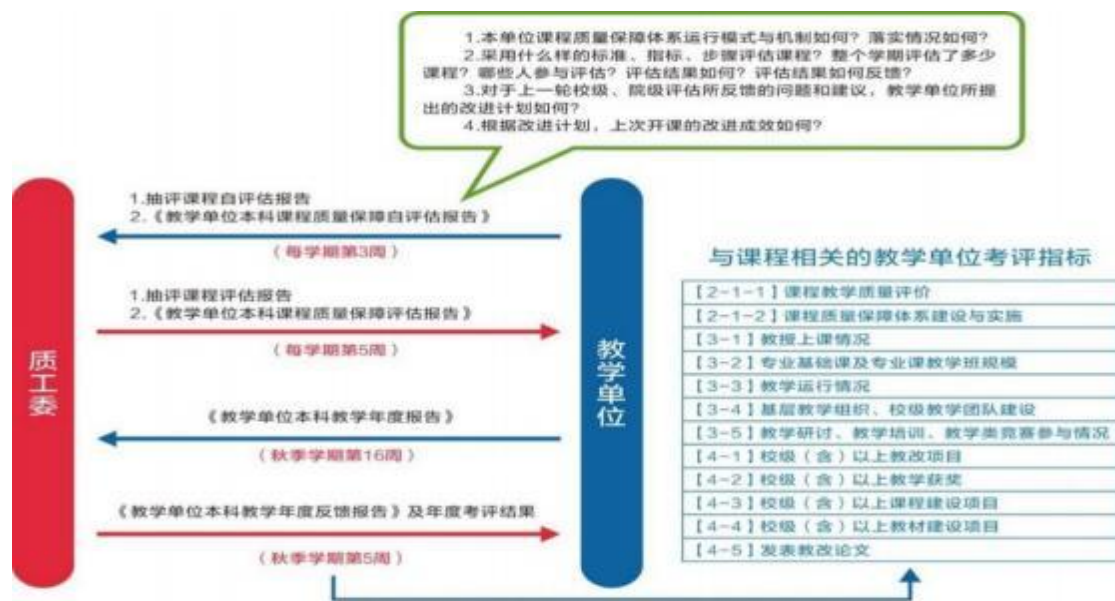 1.本单位课程质量保障体系运行模式与机制如何？落实情况如何？
2.采用什么样的标准、指标、步骤评估课程？整个学期评估了多少
课程？哪些人参与评估？评估结果如何？评估结果如何反馈？
3.对于上一轮校级、院级评估所反馈的问题和建议，教学单位所提
出的改进计划如何？
4.根据改进计划，上次开课的改进成效如何？
质工委
1.抽评课程自评估报告
2.《教学单位本科课程质量保障自评估报告》
（每学期第3周）
1.抽评课程评估报告
2.《教学单位本科课程质量保障评估报告》
（每学期第5周）
《教学单位本科教学年度报告》
（秋季学期第16周）
《教学单位本科教学年度反馈报告》及年度考评结果
（秋季学期第5周）
教学单位
与课程相关的教学单位考评指标
【2-1-1】课程教学质量评价
【2-1-2】课程质量保障体系建设与实施
【3-1】教授上课情况
【3-2】专业基础课及专业课教学班规模
【3-3】教学运行情况
【3-4】基层教学组织、校级教学团队建设
【3-5】教学研讨、教学培训、教学类竞赛参与情况
【4-1】校级（含）以上教改项目
【4-2】校级（含）以上教学获奖
【4-3】校级（含）以上课程建设项目
【4-4】校级（含）以上教材建设项目
【4-5】发表教改论文